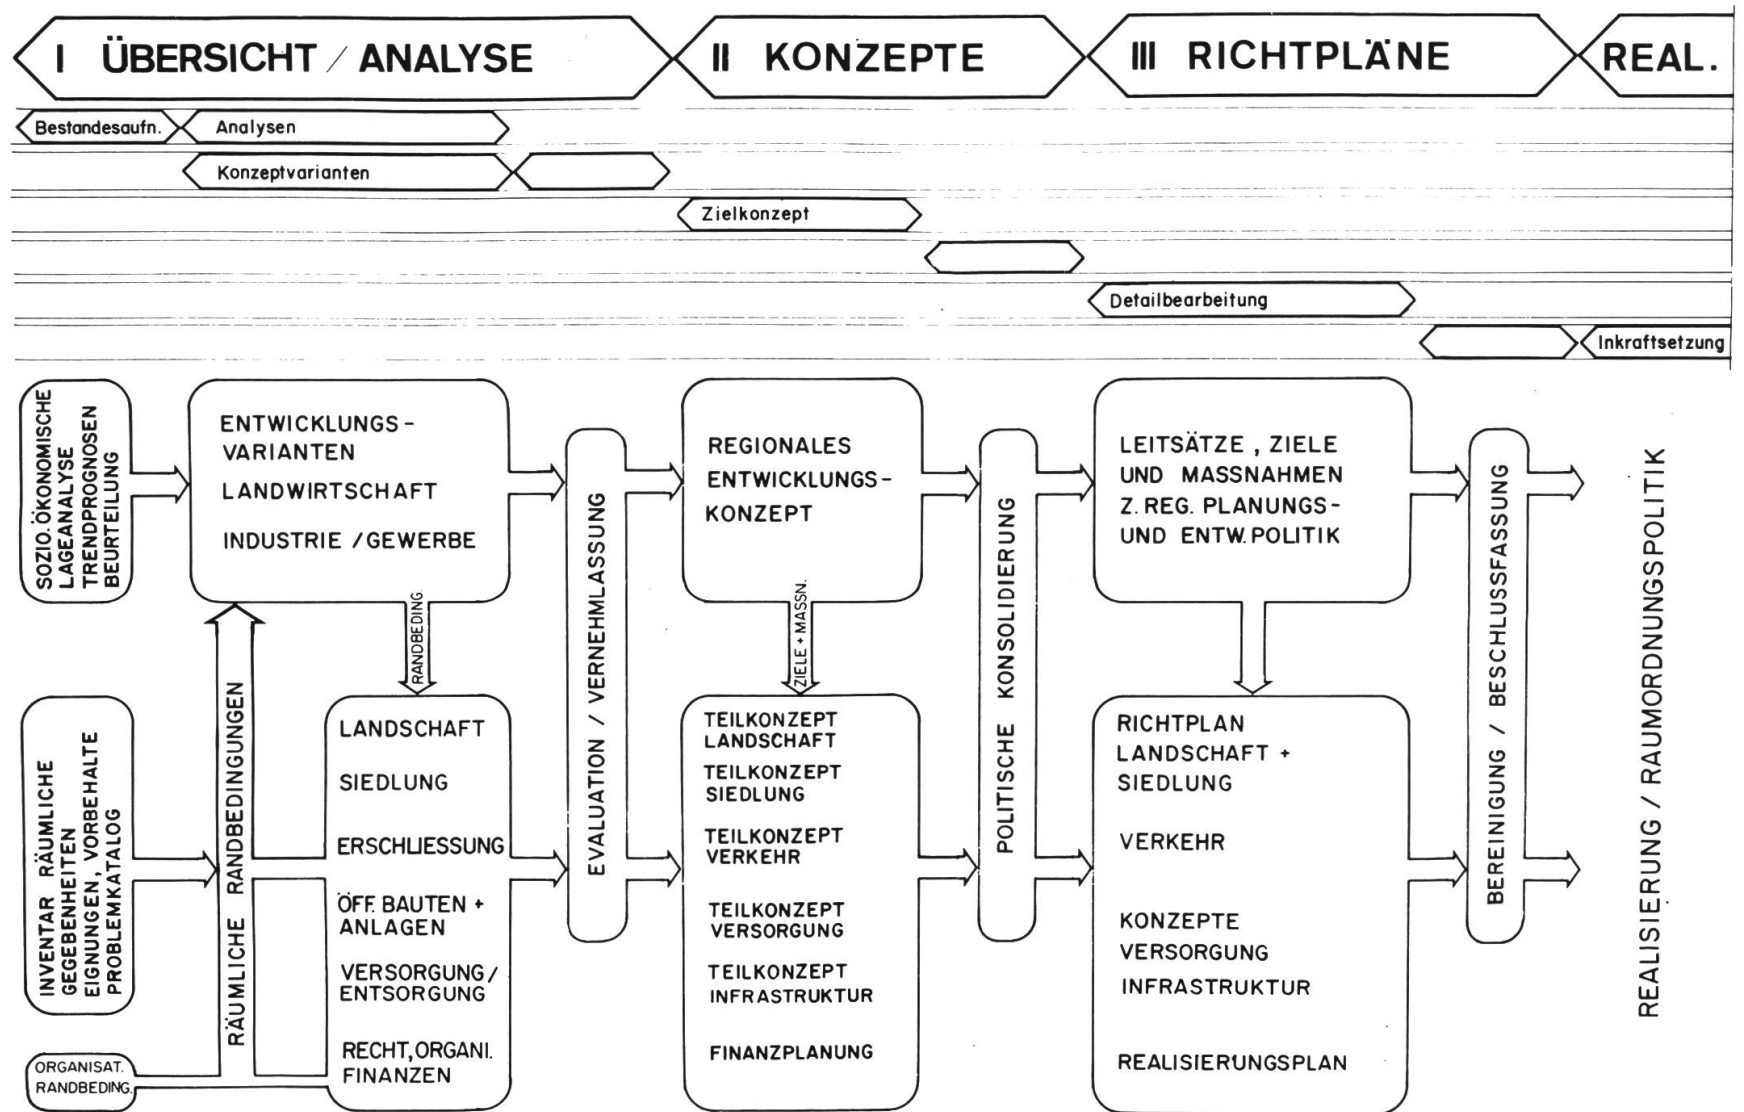 I ÜBERSICHT / ANALYSE
II KONZEPTE
III RICHTPLÄNE
REAL.
Bestandesaufn.
Analysen
Konzeptvarianten
Zielkonzept
Detailbearbeitung
Inkraftsetzung
SOZIO.ÖKONOMISCHE
LAGEANALYSE
TRENDPROGNOSEN
BEURTEILUNG
ENTWICKLUNGS-
VARIANTEN
LANDWIRTSCHAFT
INDUSTRIE / GEWERBE
RANDBEDING.
INVENTAR RÄUMLICHE
GEGEBENHEITEN
EIGNUNGEN, VORBEHALTE
PROBLEMKATALOG
RÄUMLICHE RANDBEDINGUNGEN
ORGANISAT.
RANDBEDING.
LANDSCHAFT
SIEDLUNG
ERSCHLIESSUNG
ÖFF. BAUTEN +
ANLAGEN
VERSORGUNG/
ENTSORGUNG
RECHT, ORGANI.
FINANZEN
EVALUATION / VERNEHMLASSUNG
REGIONALES
ENTWICKLUNGS-
KONZEPT
ZIELE + MASSN.
TEILKONZEPT
LANDSCHAFT
TEILKONZEPT
SIEDLUNG
TEILKONZEPT
VERKEHR
TEILKONZEPT
VERSORGUNG
TEILKONZEPT
INFRASTRUKTUR
FINANZPLANUNG
POLITISCHE KONSOLIDIERUNG
LEITSÄTZE, ZIELE
UND MASSNAHMEN
Z. REG. PLANUNGS-
UND ENTW. POLITIK
RICHTPLAN
LANDSCHAFT +
SIEDLUNG
VERKEHR
KONZEPTE
VERSORGUNG
INFRASTRUKTUR
REALISIERUNGSPLAN
BEREINIGUNG / BESCHLUSSFASSUNG
REALISIERUNG / RAUMORDNUNGSPOLITIK